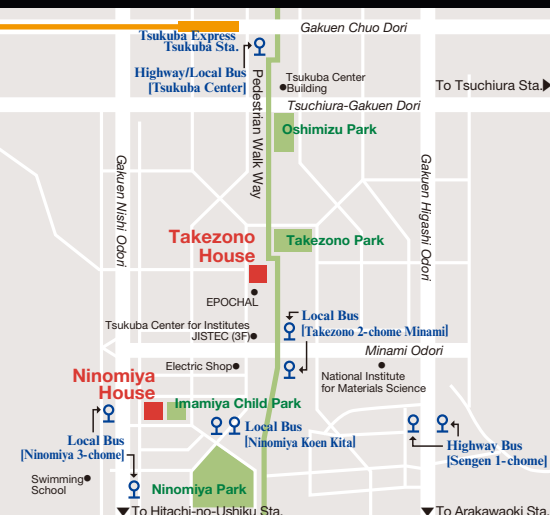 Gakuen Chuo Dori
Tsukuba Express
Tsukuba Sta.
Highway/Local Bus
[Tsukuba Center]
Pedestrian Walk Way
Tsukuba Center
Building
To Tsuchiura Sta.
Tsuchiura-Gakuen Dori
Oshimizu Park
Gakuen Nishi Odori
Gakuen Higashi Odori
Takezono
House
Takezono Park
EPOCHAL
Tsukuba Center for Institutes
JISTEC (3F)
Local Bus
[Takezono 2-chome Minami]
Minami Odori
Electric Shop
National Institute
for Materials Science
Ninomiya
House
Imamiya Child Park
Local Bus
[Ninomiya 3-chome]
Local Bus
[Ninomiya Koen Kita]
Highway Bus
[Sengen 1-chome]
Swimming
School
Ninomiya Park
To Hitachi-no-Ushiku Sta.
To Arakawaoki Sta.